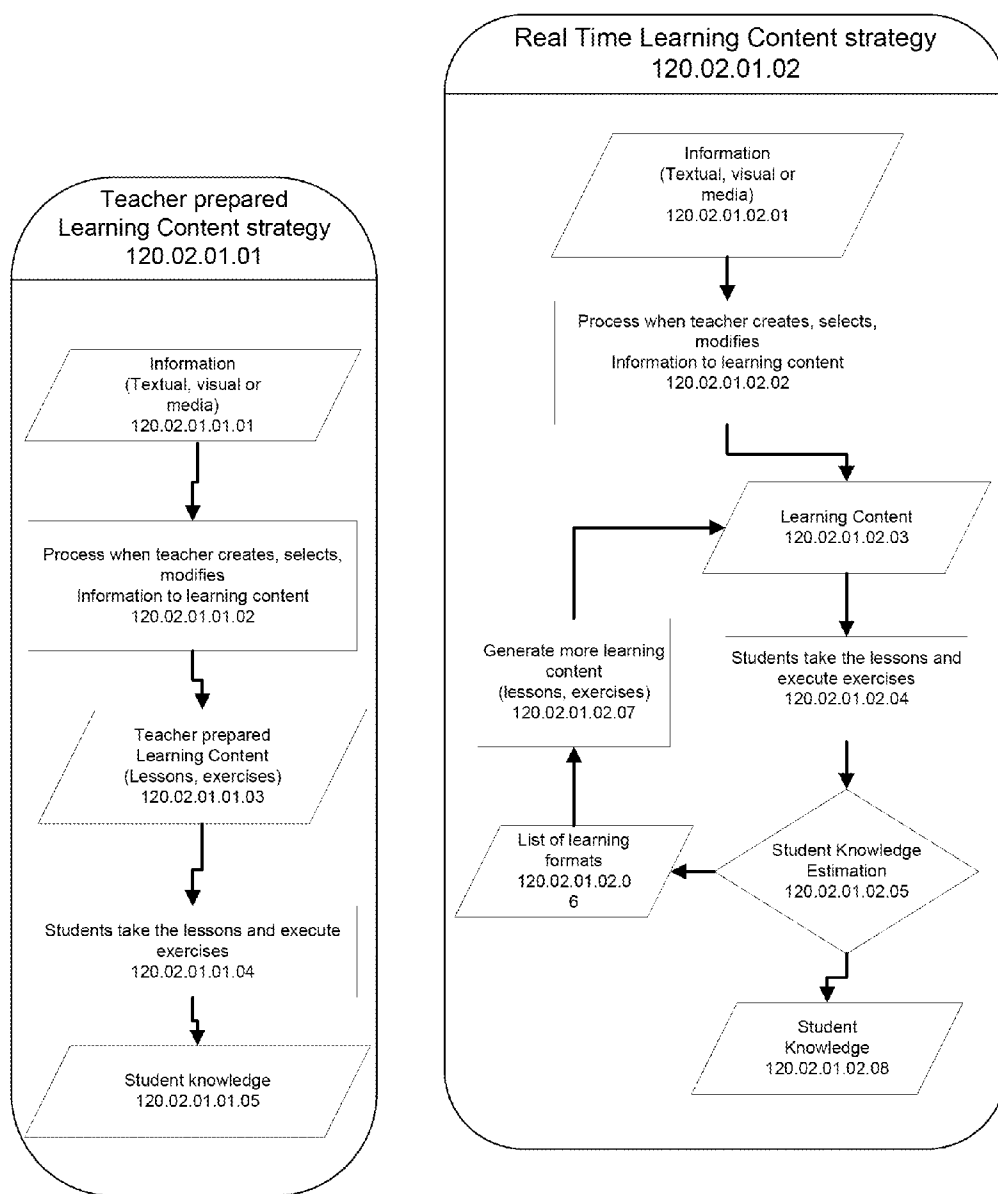 Teacher prepared
Learning Content strategy
120.02.01.01
Information
(Textual, visual or
media)
120.02.01.01.01
Process when teacher creates, selects,
modifies
Information to learning content
120.02.01.01.02
Teacher prepared
Learning Content
(Lessons, exercises)
120.02.01.01.03
Students take the lessons and execute
exercises
120.02.01.01.04
Student knowledge
120.02.01.01.05
Real Time Learning Content strategy
120.02.01.02
Information
(Textual, visual or
media)
120.02.01.02.01
Process when teacher creates, selects,
modifies
Information to learning content
120.02.01.02.02
Learning Content
120.02.01.02.03
Students take the lessons and
execute exercises
120.02.01.02.04
Student Knowledge
Estimation
120.02.01.02.05
List of learning
formats
120.02.01.02.0
6
Generate more learning
content
(lessons, exercises)
120.02.01.02.07
Student
Knowledge
120.02.01.02.08